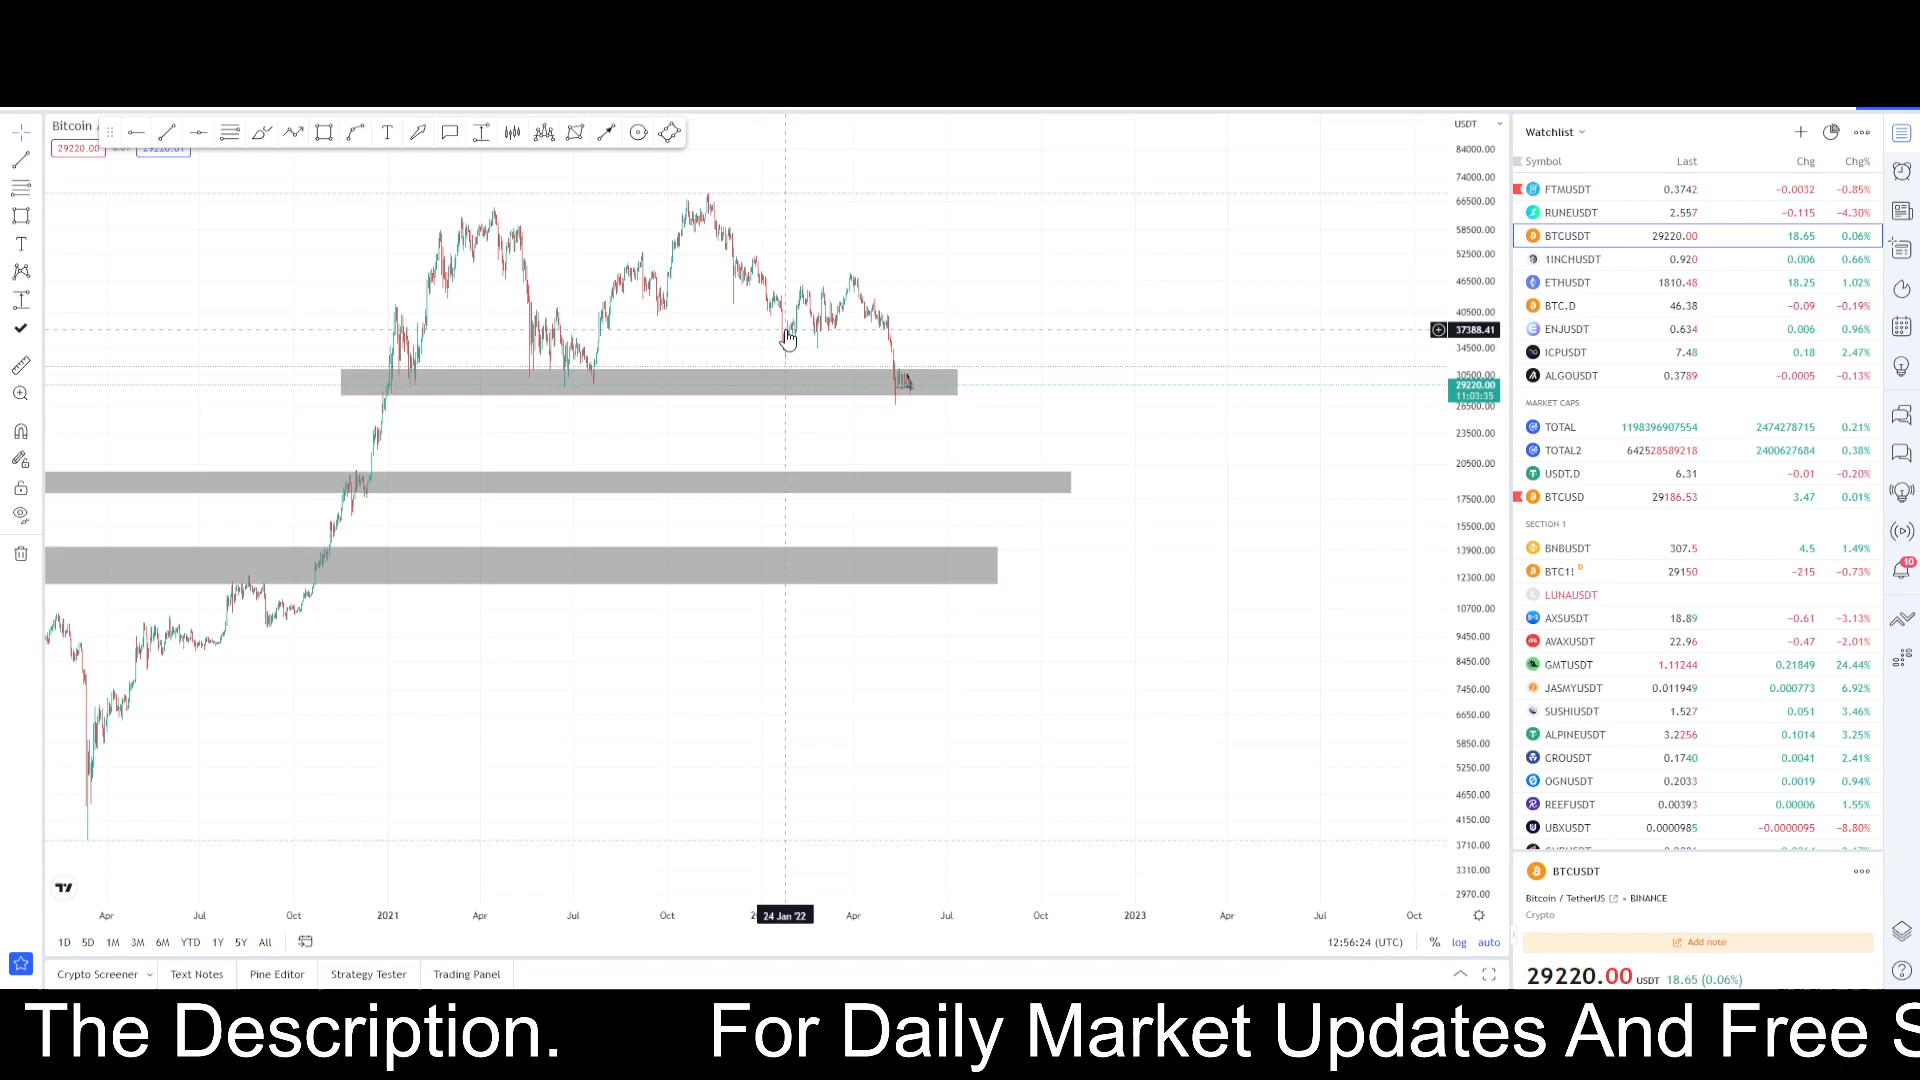 Bitcoin
29220.00 29220.01
USDT
84000.00
74000.00
66500.00
58500.00
52500.00
46500.00
40500.00
37388.41
34500.00
30500.00
29220.00
11:03:35
26500.00
23500.00
20500.00
17500.00
15500.00
13900.00
12300.00
10700.00
9450.00
8450.00
7450.00
6650.00
5850.00
5250.00
4650.00
4150.00
3710.00
3310.00
2970.00
Apr Jul Oct 2021 Apr Jul Oct 24 Jan '22 Apr Jul Oct 2023 Apr Jul Oct
1D 5D 1M 3M 6M YTD 1Y 5Y All 12:56:24 (UTC) % log auto
Crypto Screener Text Notes Pine Editor Strategy Tester Trading Panel
Watchlist
Symbol Last Chg Chg%
FTMUSDT 0.3742 −0.0032 −0.85%
RUNEUSDT 2.557 −0.115 −4.30%
BTCUSDT 29220.00 18.65 0.06%
1INCHUSDT 0.920 0.006 0.66%
ETHUSDT 1810.48 18.25 1.02%
BTC.D 46.38 −0.09 −0.19%
ENJUSDT 0.634 0.006 0.96%
ICPUSDT 7.48 0.18 2.47%
ALGOUSDT 0.3789 −0.0005 −0.13%
MARKET CAPS
TOTAL 1198396907554 2474278715 0.21%
TOTAL2 642528589218 2400627684 0.38%
USDT.D 6.31 −0.01 −0.20%
BTCUSD 29186.53 3.47 0.01%
SECTION 1
BNBUSDT 307.5 4.5 1.49%
BTC1! D 29150 −215 −0.73%
LUNAUSDT
AXSUSDT 18.89 −0.61 −3.13%
AVAXUSDT 22.96 −0.47 −2.01%
GMTUSDT 1.11244 0.21849 24.44%
JASMYUSDT 0.011949 0.000773 6.92%
SUSHIUSDT 1.527 0.051 3.46%
ALPINEUSDT 3.2256 0.1014 3.25%
CROUSDT 0.1740 0.0041 2.41%
OGNUSDT 0.2033 0.0019 0.94%
REEFUSDT 0.00393 0.00006 1.55%
UBXUSDT 0.0000985 −0.0000095 −8.80%
10
BTCUSDT
Bitcoin / TetherUS • BINANCE
Crypto
Add note
29220.00 USDT 18.65 (0.06%)
The Description. For Daily Market Updates And Free S